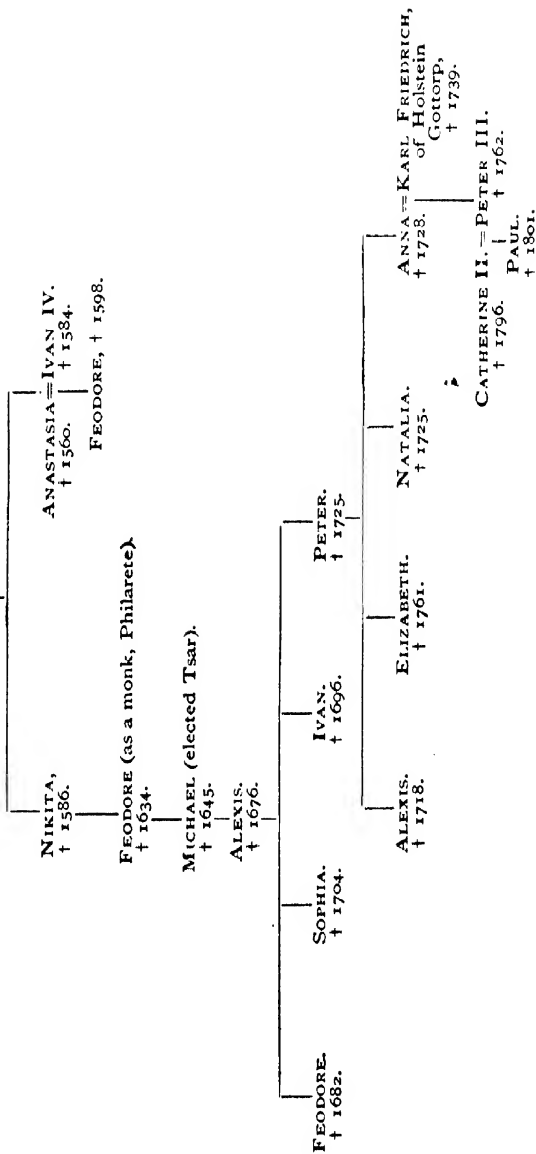 NIKITA,
† 1586.
ANASTASIA=IVAN IV.
† 1560. † 1584.
FEODORE, † 1598.
FEODORE (as a monk, Philarete).
† 1634.
MICHAEL (elected Tsar).
† 1645.
ALEXIS.
† 1676.
FEODORE.
† 1682.
SOPHIA.
† 1704.
IVAN.
† 1696.
PETER.
† 1725.
ALEXIS.
† 1718.
ELIZABETH.
† 1761.
NATALIA.
† 1725.
ANNA=KARL FRIEDRICH,
† 1728. of Holstein
Gottorp,
† 1739.
CATHERINE II.=PETER III.
† 1796. † 1762.
PAUL.
† 1801.